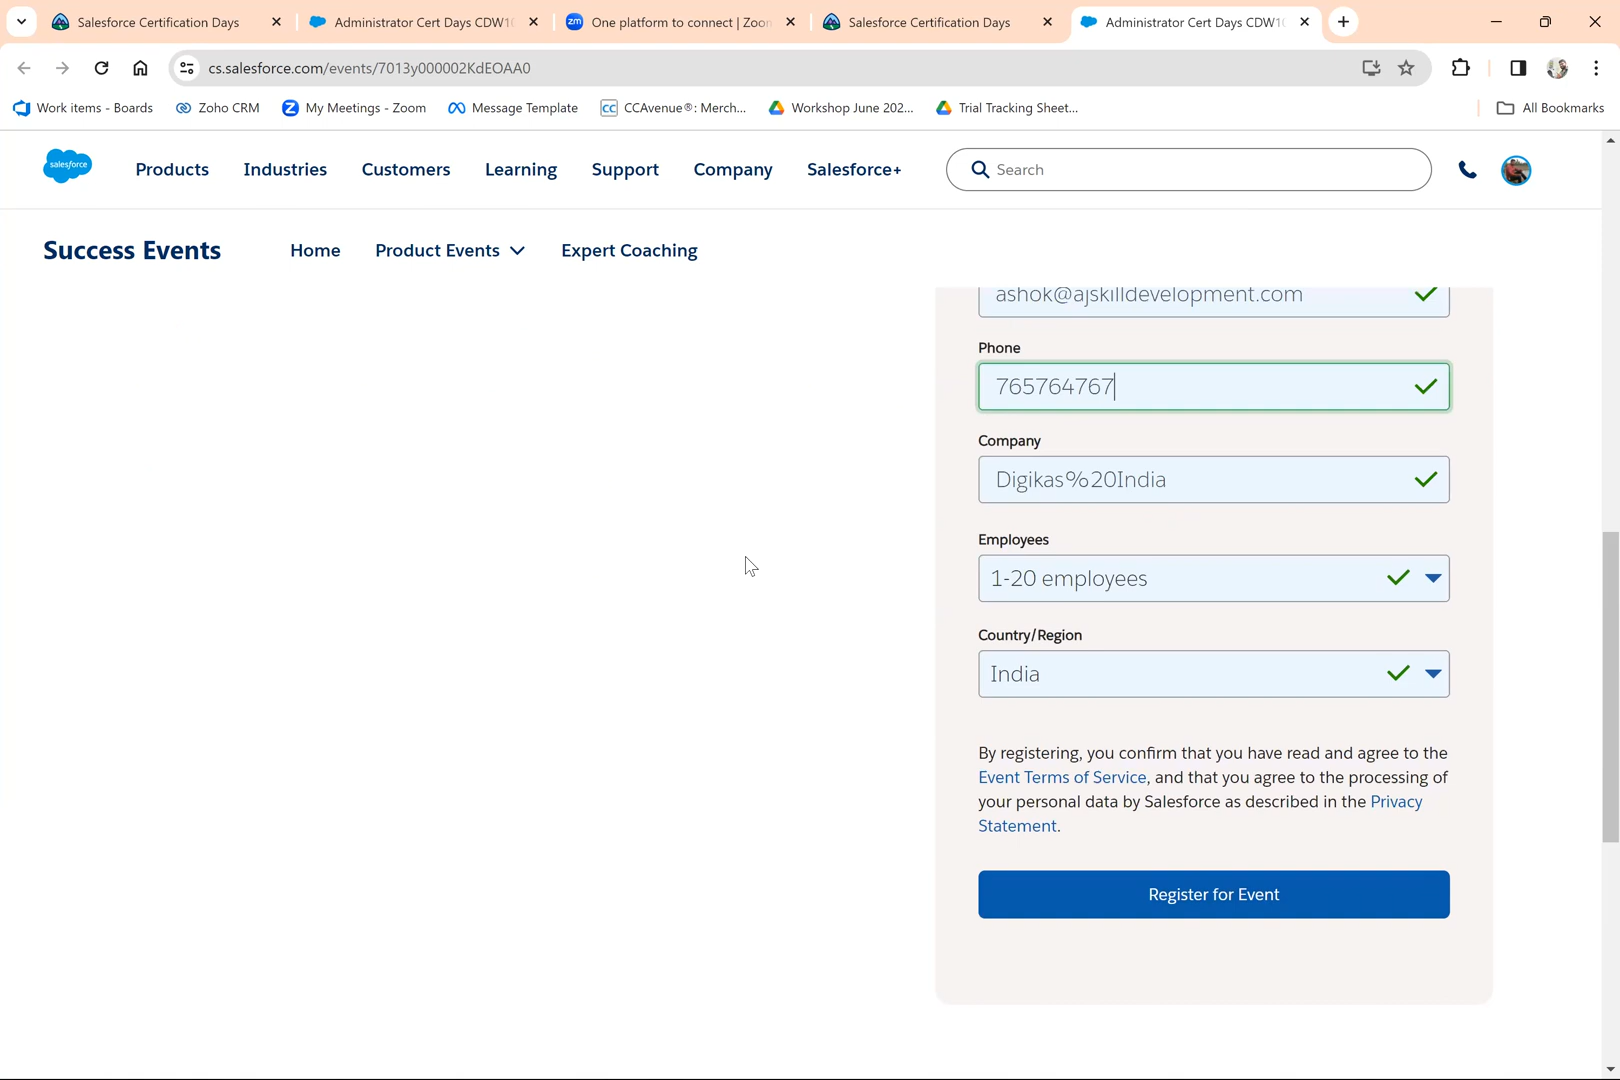 Salesforce Certification Days
Administrator Cert Days CDW10
zm One platform to connect | Zoom
Salesforce Certification Days
Administrator Cert Days CDW10
cs.salesforce.com/events/7013y000002KdEOAA0
Work items - Boards
Zoho CRM
My Meetings - Zoom
Message Template
CC CCAvenue®: Merch...
Workshop June 202...
Trial Tracking Sheet...
All Bookmarks
salesforce
Products
Industries
Customers
Learning
Support
Company
Salesforce+
Search
Success Events
Home
Product Events
Expert Coaching
ashok@ajskilldevelopment.com
Phone
765764767
Company
Digikas%20India
Employees
1-20 employees
Country/Region
India
By registering, you confirm that you have read and agree to the
Event Terms of Service, and that you agree to the processing of
your personal data by Salesforce as described in the Privacy
Statement.
Register for Event